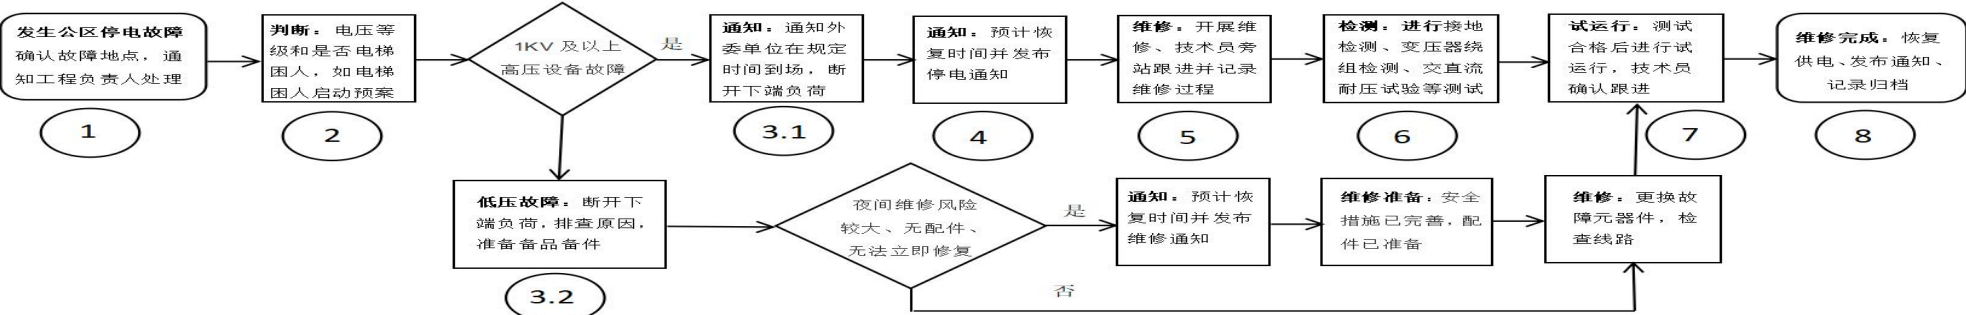 发生公区停电故障
确认故障地点，通
知工程负责人处理
1
判断：电压等
级和是否电梯
困人，如电梯
困人启动预案
2
1KV 及以上
高压设备故障
是
通知：通知外
委单位在规定
时间到场，断
开下端负荷
3.1
通知：预计恢
复时间并发布
停电通知
4
维修：开展维
修、技术员旁
站跟进并记录
维修过程
5
检测：进行接地
检测、变压器绕
组检测、交直流
耐压试验等测试
6
试运行：测试
合格后进行试
运行，技术员
确认跟进
7
维修完成：恢复
供电、发布通知、
记录归档
8
低压故障：断开下
端负荷，排查原因，
准备备品备件
3.2
夜间维修风险
较大、无配件、
无法立即修复
是
通知：预计恢
复时间并发布
维修通知
维修准备：安全
措施已完善，配
件已准备
维修：更换故
障元器件，检
查线路
否